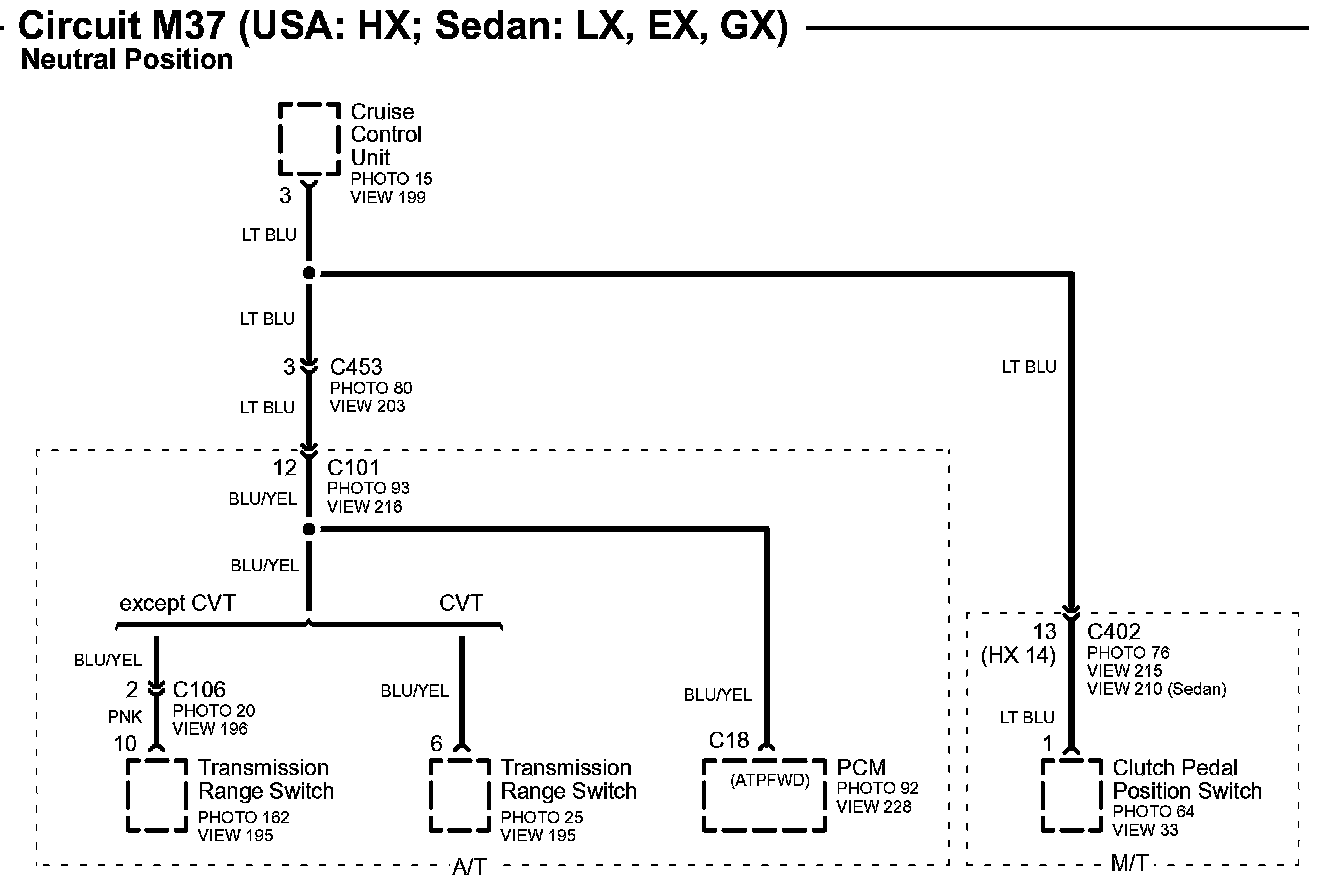 Circuit M37 (USA: HX; Sedan: LX, EX, GX)
Neutral Position
Cruise
Control
Unit
PHOTO 15
VIEW 199
3
LT BLU
LT BLU
3
C453
PHOTO 80
VIEW 203
LT BLU
LT BLU
12
C101
PHOTO 93
VIEW 216
BLU/YEL
BLU/YEL
except CVT
CVT
BLU/YEL
2
C106
PHOTO 20
VIEW 196
PNK
10
Transmission
Range Switch
PHOTO 162
VIEW 195
BLU/YEL
6
Transmission
Range Switch
PHOTO 25
VIEW 195
BLU/YEL
C18
(ATPFWD)
PCM
PHOTO 92
VIEW 228
A/T
13
(HX 14)
C402
PHOTO 76
VIEW 215
VIEW 210 (Sedan)
LT BLU
1
Clutch Pedal
Position Switch
PHOTO 64
VIEW 33
M/T